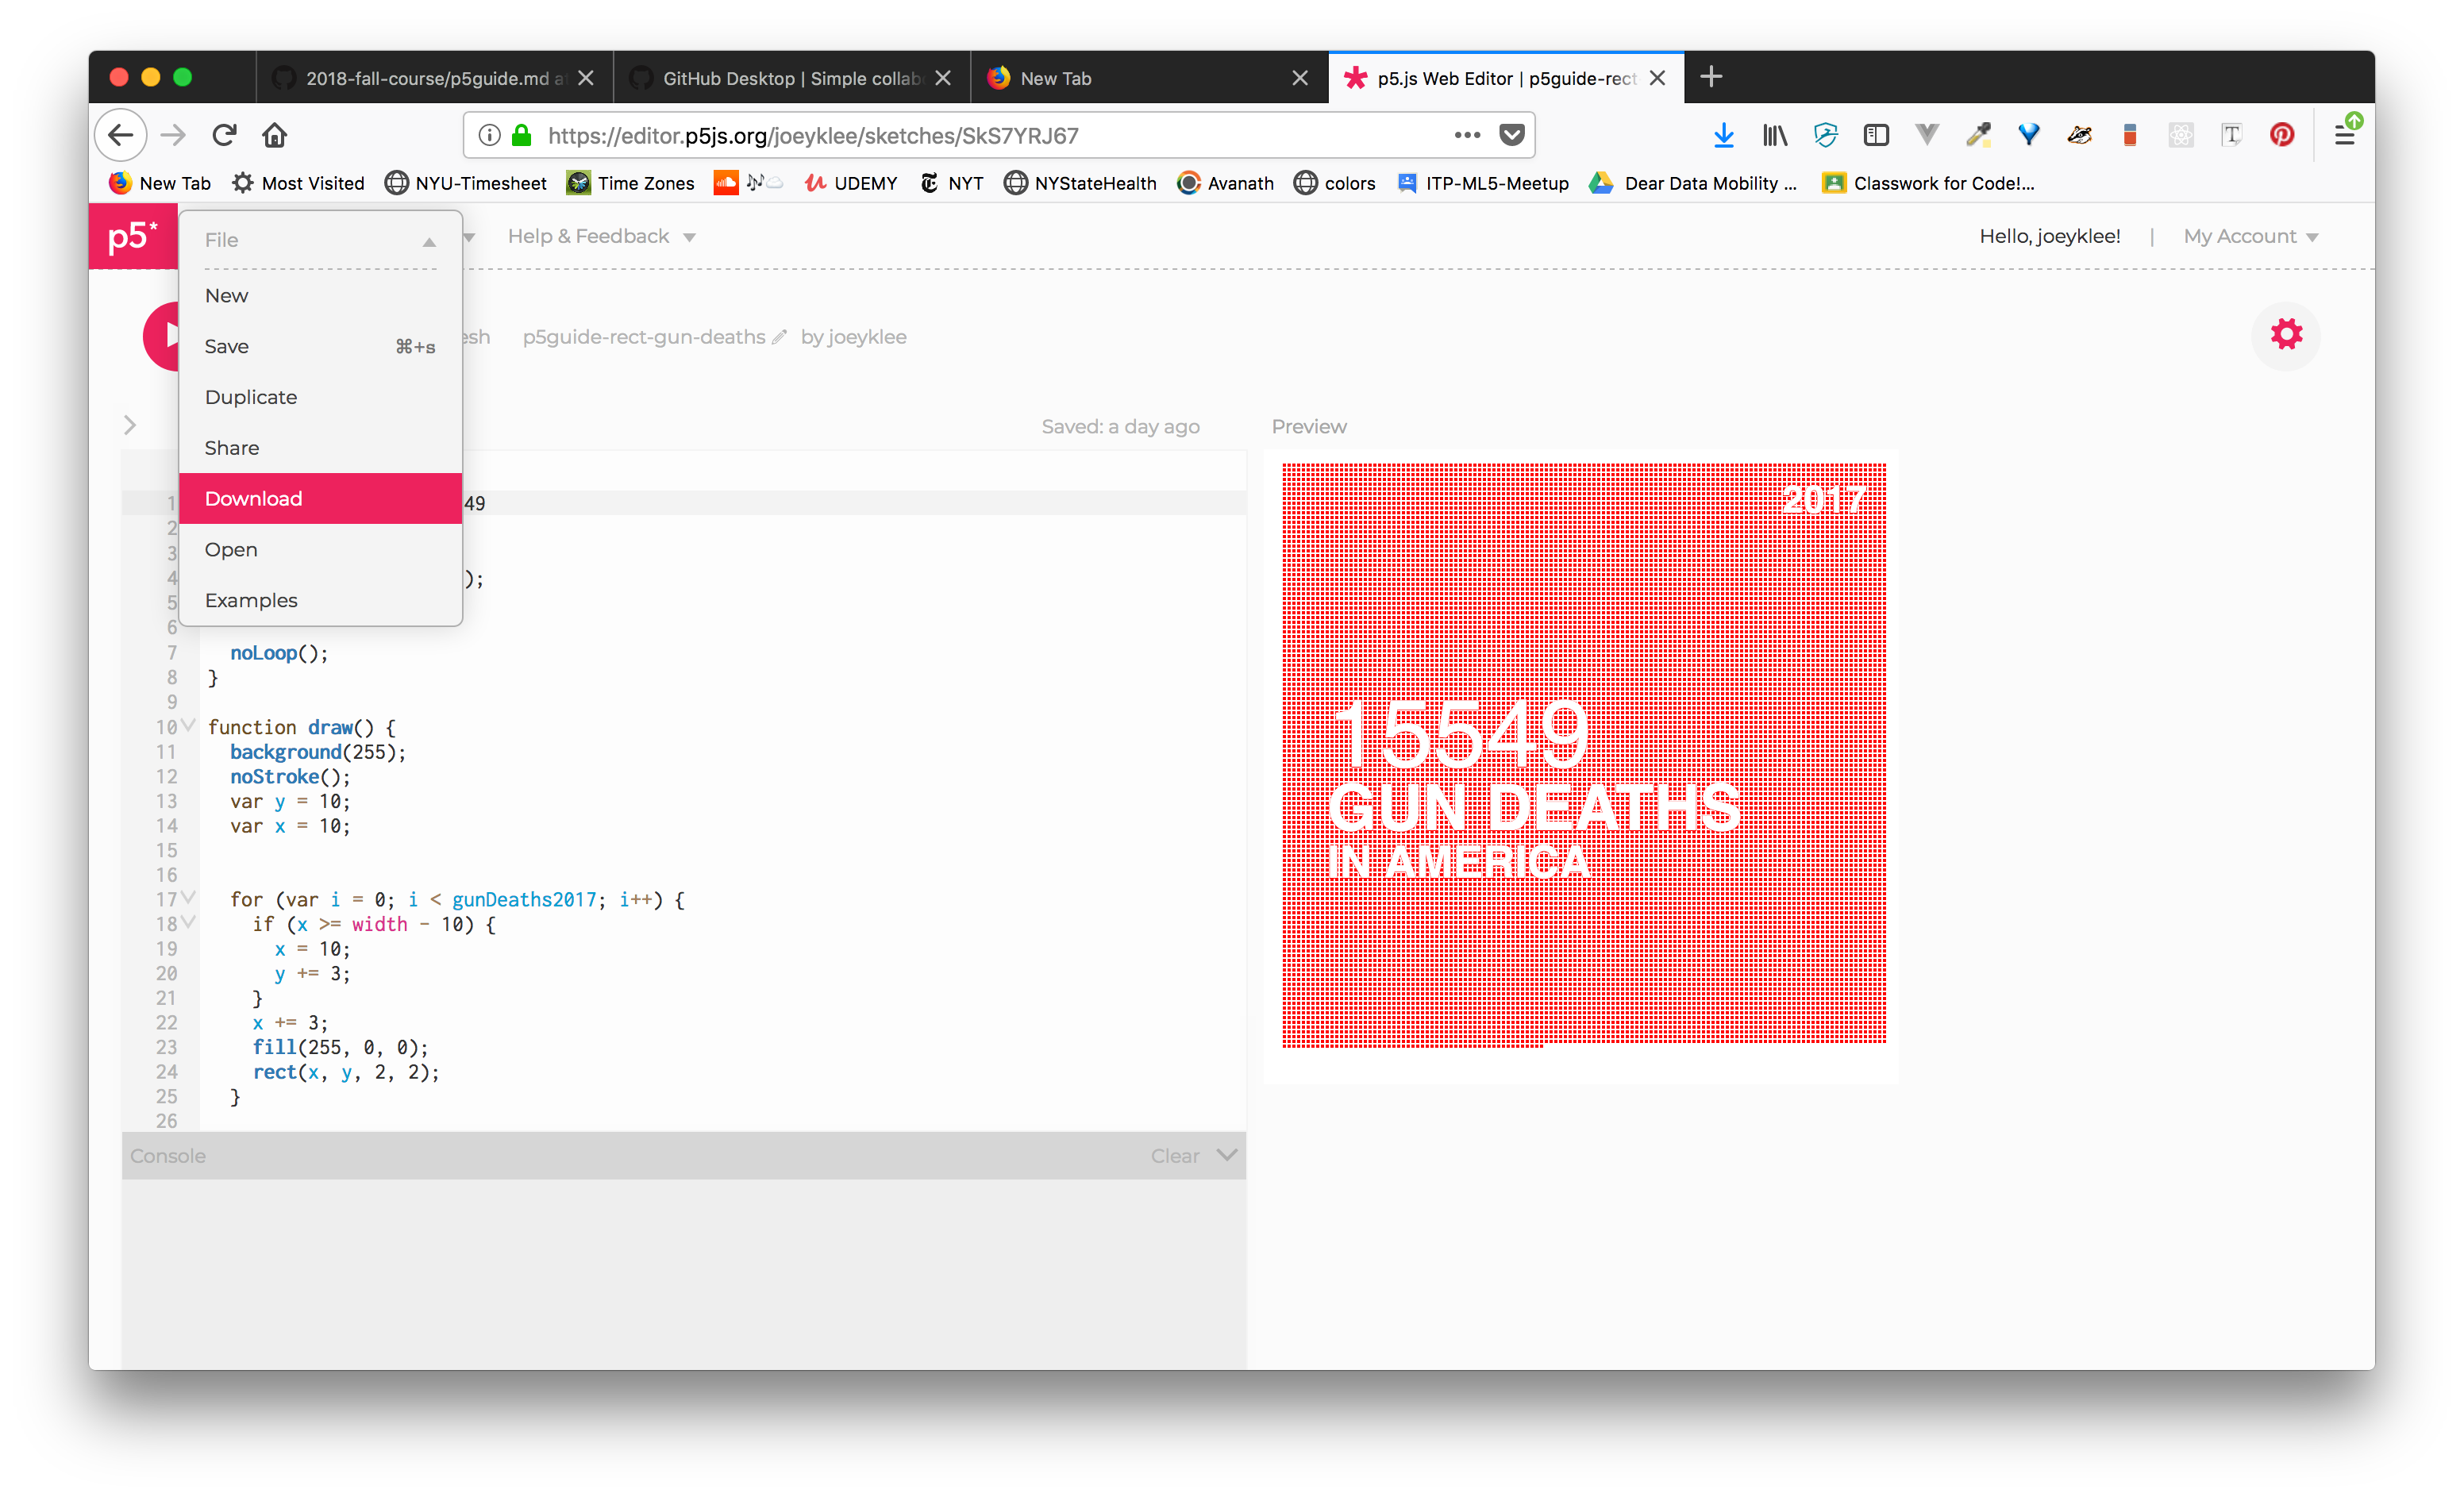 2018-fall-course/p5guide.md a
GitHub Desktop | Simple collab
New Tab
p5.js Web Editor | p5guide-rect
https://editor.p5js.org/joeyklee/sketches/SkS7YRJ67
New Tab
Most Visited
NYU-Timesheet
Time Zones
UDEMY
NYT
NYStateHealth
Avanath
colors
ITP-ML5-Meetup
Dear Data Mobility ...
Classwork for Code!...
p5*
File
Help & Feedback
Hello, joeyklee!
|
My Account
New
Save ⌘+s
Duplicate
Share
Download
Open
Examples
esh
p5guide-rect-gun-deaths
by joeyklee
Saved: a day ago
Preview
1 49
2
3
4 );
5
6
7 noLoop();
8 }
9
10 function draw() {
11 background(255);
12 noStroke();
13 var y = 10;
14 var x = 10;
15
16
17 for (var i = 0; i < gunDeaths2017; i++) {
18 if (x >= width - 10) {
19 x = 10;
20 y += 3;
21 }
22 x += 3;
23 fill(255, 0, 0);
24 rect(x, y, 2, 2);
25 }
26
2017
15549
GUN DEATHS
IN AMERICA
Console
Clear